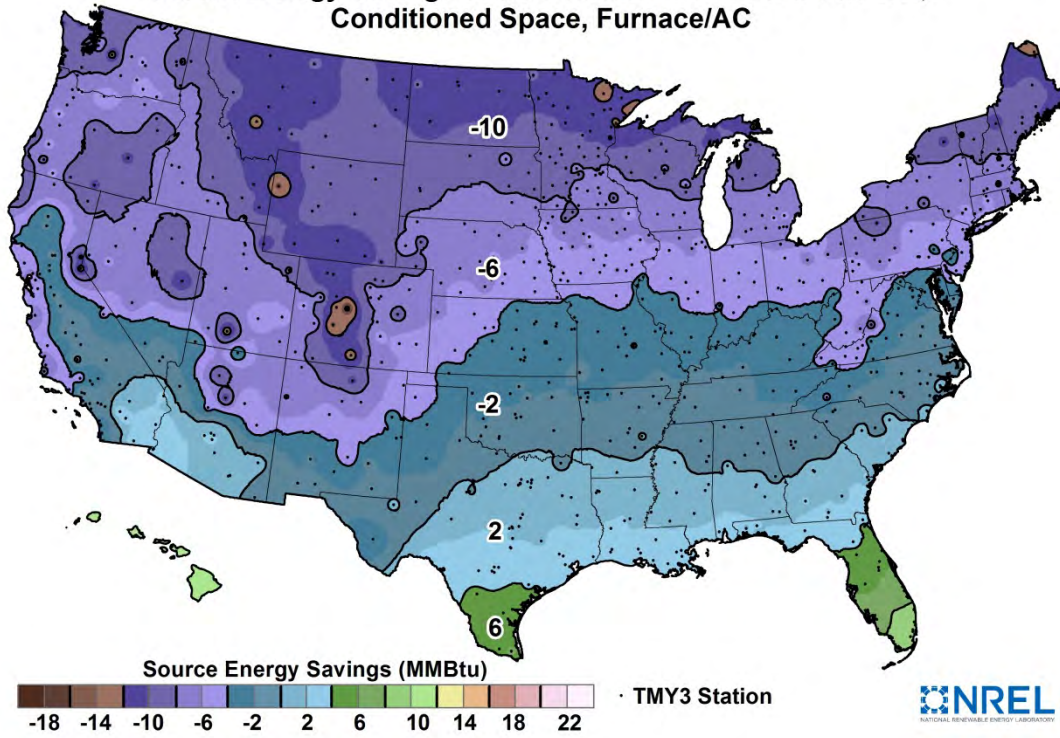 Conditioned Space, Furnace/AC
-10
-6
-2
2
6
Source Energy Savings (MMBtu)
-18 -14 -10 -6 -2 2 6 10 14 18 22
· TMY3 Station
NREL
NATIONAL RENEWABLE ENERGY LABORATORY